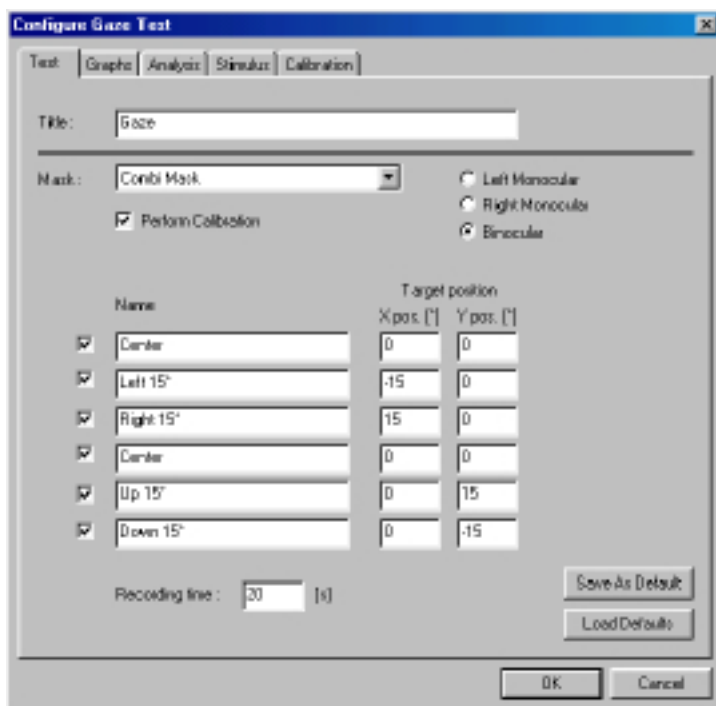 Configure Gaze Test
Test Graphs Analysis Stimulus Calibration
Title : Gaze
Mask : Combi Mask
Left Monocular
Right Monocular
Perform Calibration
Binocular
Target position
Name X pos. [°] Y pos. [°]
Center 0 0
Left 15° -15 0
Right 15° 15 0
Center 0 0
Up 15° 0 15
Down 15° 0 -15
Recording time : 20 [s]
Save As Default
Load Defaults
OK Cancel